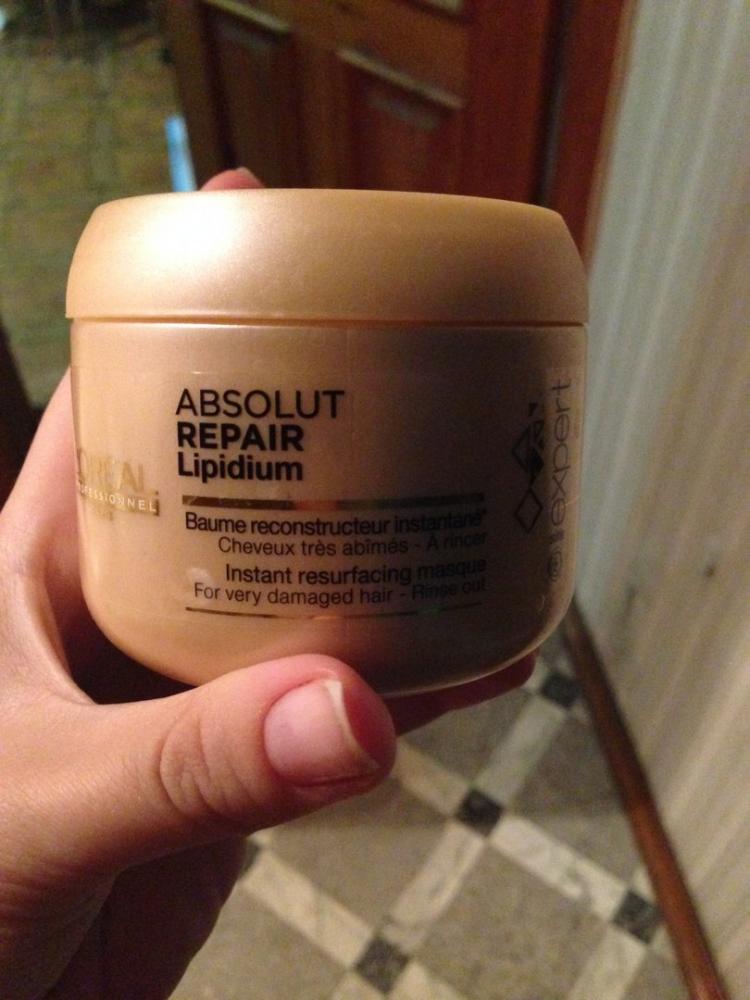 ABSOLUT
REPAIR
Lipidium
L'ORÉAL
PROFESSIONNEL
Baume reconstructeur instantané*
Cheveux très abîmés - À rincer
Instant resurfacing masque
For very damaged hair - Rinse out
expert